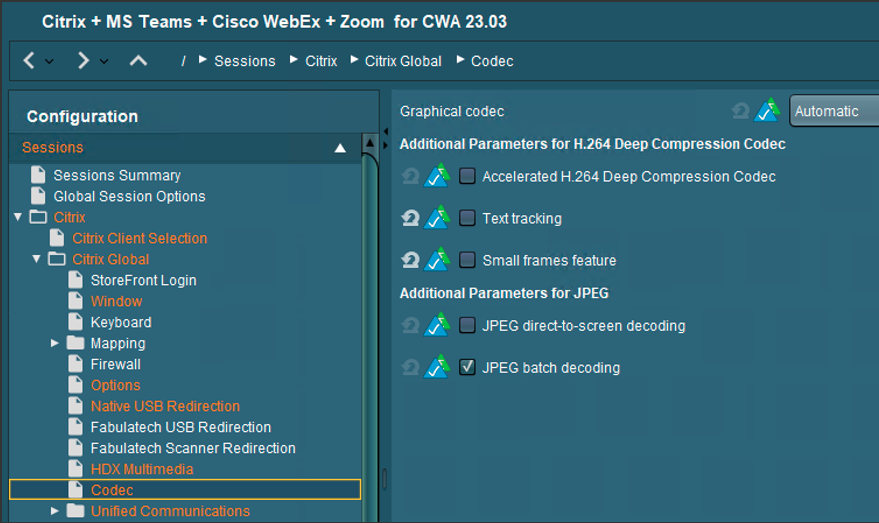 Citrix + MS Teams + Cisco WebEx + Zoom for CWA 23.03
/ Sessions Citrix Citrix Global Codec
Configuration
Sessions
Sessions Summary
Global Session Options
Citrix
Citrix Client Selection
Citrix Global
StoreFront Login
Window
Keyboard
Mapping
Firewall
Options
Native USB Redirection
Fabulatech USB Redirection
Fabulatech Scanner Redirection
HDX Multimedia
Codec
Unified Communications
Graphical codec Automatic
Additional Parameters for H.264 Deep Compression Codec
Accelerated H.264 Deep Compression Codec
Text tracking
Small frames feature
Additional Parameters for JPEG
JPEG direct-to-screen decoding
JPEG batch decoding